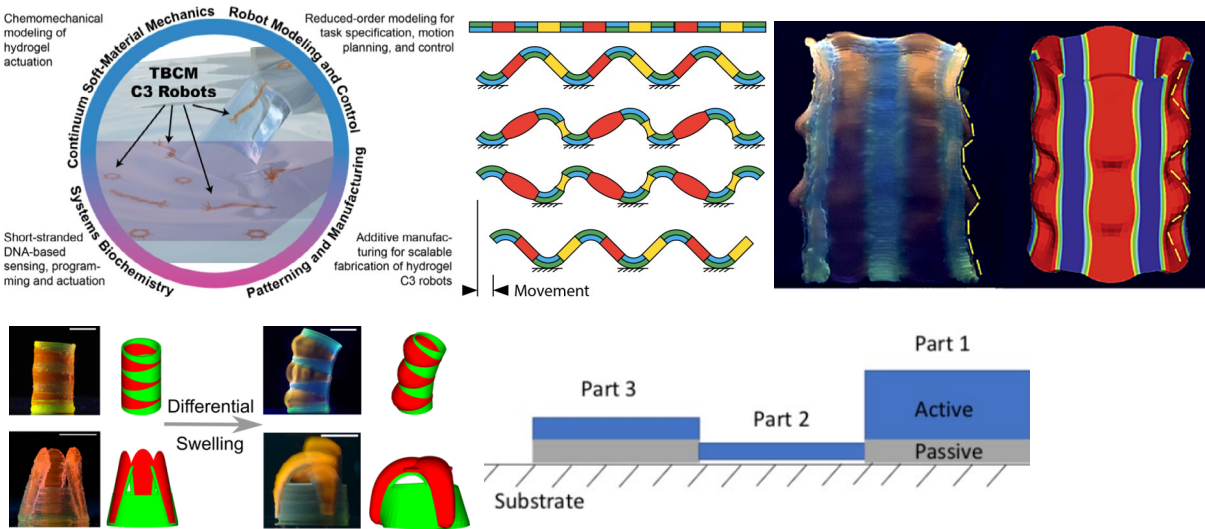 Chemomechanical
modeling of
hydrogel
actuation
Continuum Soft-Material Mechanics
Robot Modeling and Control
Reduced-order modeling for
task specification, motion
planning, and control
TBCM
C3 Robots
Systems Biochemistry
Patterning and Manufacturing
Short-stranded
DNA-based
sensing, program-
ming and actuation
Additive manufac-
turing for scalable
fabrication of hydrogel
C3 robots
Movement
Differential
Swelling
Part 1
Part 3
Part 2
Active
Passive
Substrate